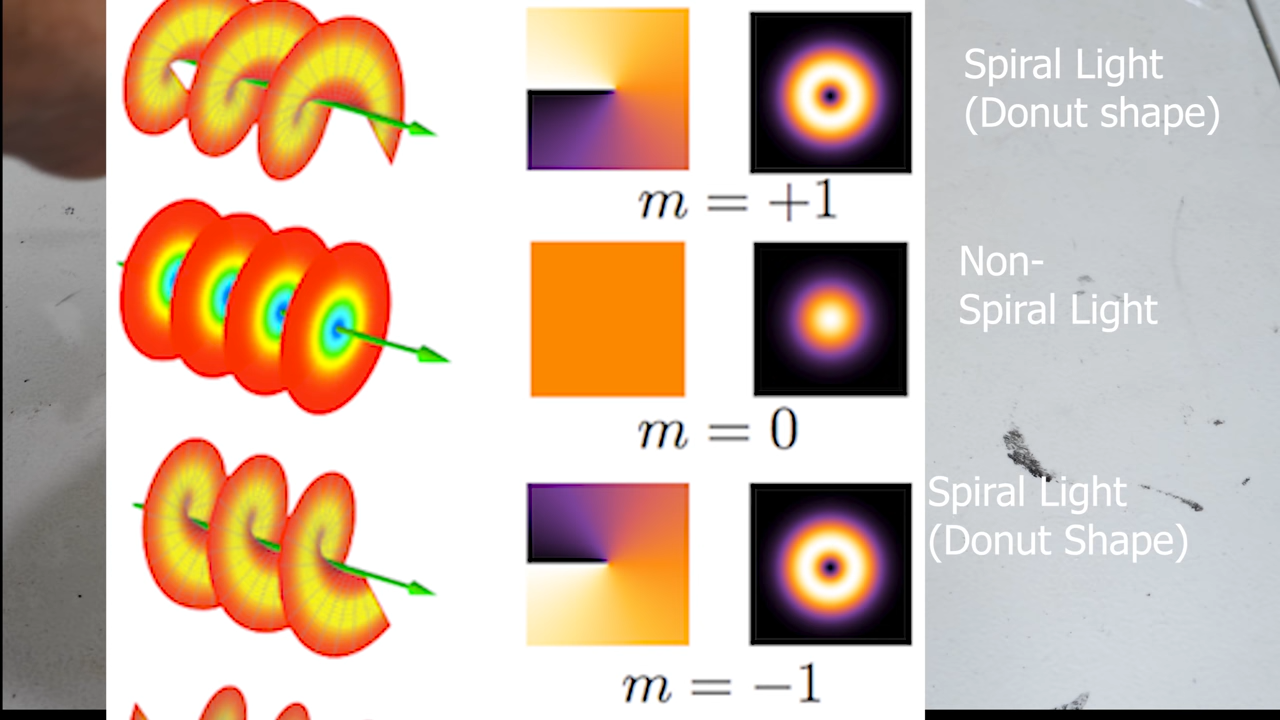 Spiral Light
(Donut shape)
m = +1
Non-
Spiral Light
m = 0
Spiral Light
(Donut Shape)
m = −1